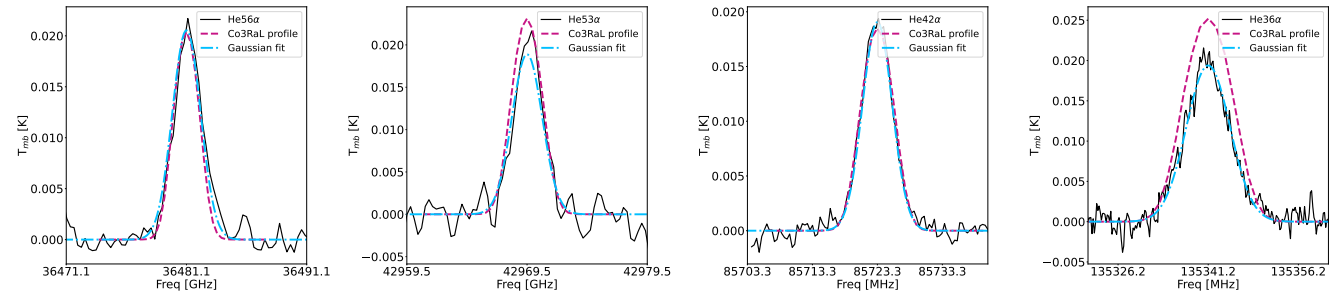 He56α
Co3RaL profile
Gaussian fit
0.020
0.015
0.010
0.005
0.000
T_mb [K]
36471.1
36481.1
36491.1
Freq [GHz]
He53α
Co3RaL profile
Gaussian fit
0.020
0.015
0.010
0.005
0.000
−0.005
T_mb [K]
42959.5
42969.5
42979.5
Freq [GHz]
He42α
Co3RaL profile
Gaussian fit
0.020
0.015
0.010
0.005
0.000
T_mb [K]
85703.3
85713.3
85723.3
85733.3
Freq [MHz]
He36α
Co3RaL profile
Gaussian fit
0.025
0.020
0.015
0.010
0.005
0.000
−0.005
T_mb [K]
135326.2
135341.2
135356.2
Freq [MHz]